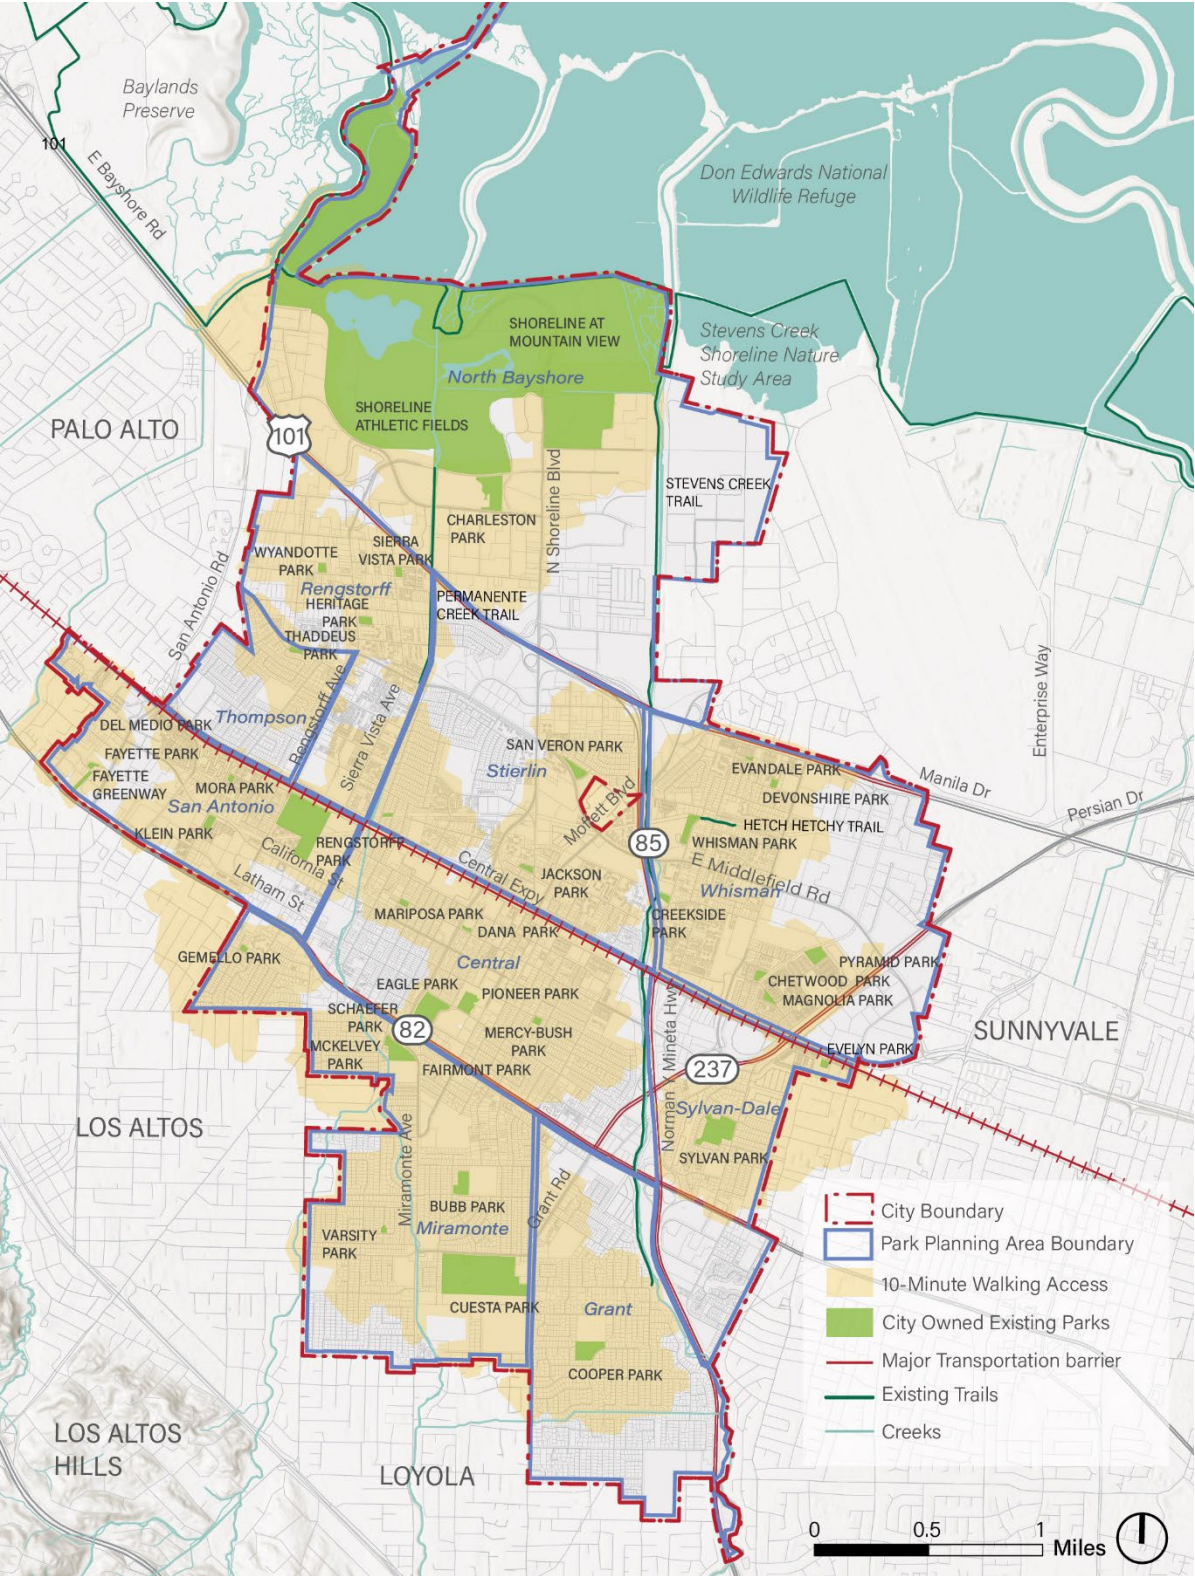 Baylands
Preserve
101
E Bayshore Rd
Don Edwards National
Wildlife Refuge
SHORELINE AT
MOUNTAIN VIEW
Stevens Creek
Shoreline Nature
Study Area
North Bayshore
SHORELINE
ATHLETIC FIELDS
PALO ALTO
101
N Shoreline Blvd
STEVENS CREEK
TRAIL
CHARLESTON
PARK
SIERRA
VISTA PARK
WYANDOTTE
PARK
San Antonio Rd
Rengstorff
HERITAGE
PARK
PERMANENTE
CREEK TRAIL
THADDEUS
PARK
Enterprise Way
Rengstorff Ave
Sierra Vista Ave
Thompson
DEL MEDIO PARK
FAYETTE PARK
SAN VERON PARK
Stierlin
EVANDALE PARK
Manila Dr
FAYETTE
GREENWAY
MORA PARK
San Antonio
DEVONSHIRE PARK
Persian Dr
Moffett Blvd
HETCH HETCHY TRAIL
KLEIN PARK
RENGSTORFF
PARK
California St
85
WHISMAN PARK
E Middlefield Rd
Central Expy
Latham St
JACKSON
PARK
Whisman
MARIPOSA PARK
DANA PARK
CREEKSIDE
PARK
GEMELLO PARK
Central
PYRAMID PARK
EAGLE PARK
PIONEER PARK
CHETWOOD PARK
MAGNOLIA PARK
SCHAEFER
PARK
82
MERCY-BUSH
PARK
Norman Y Mineta Hwy
SUNNYVALE
MCKELVEY
PARK
FAIRMONT PARK
EVELYN PARK
237
LOS ALTOS
Sylvan-Dale
Miramonte Ave
SYLVAN PARK
Grant Rd
BUBB PARK
Miramonte
VARSITY
PARK
CUESTA PARK
Grant
COOPER PARK
LOS ALTOS
HILLS
LOYOLA
City Boundary
Park Planning Area Boundary
10-Minute Walking Access
City Owned Existing Parks
Major Transportation barrier
Existing Trails
Creeks
0 0.5 1
Miles